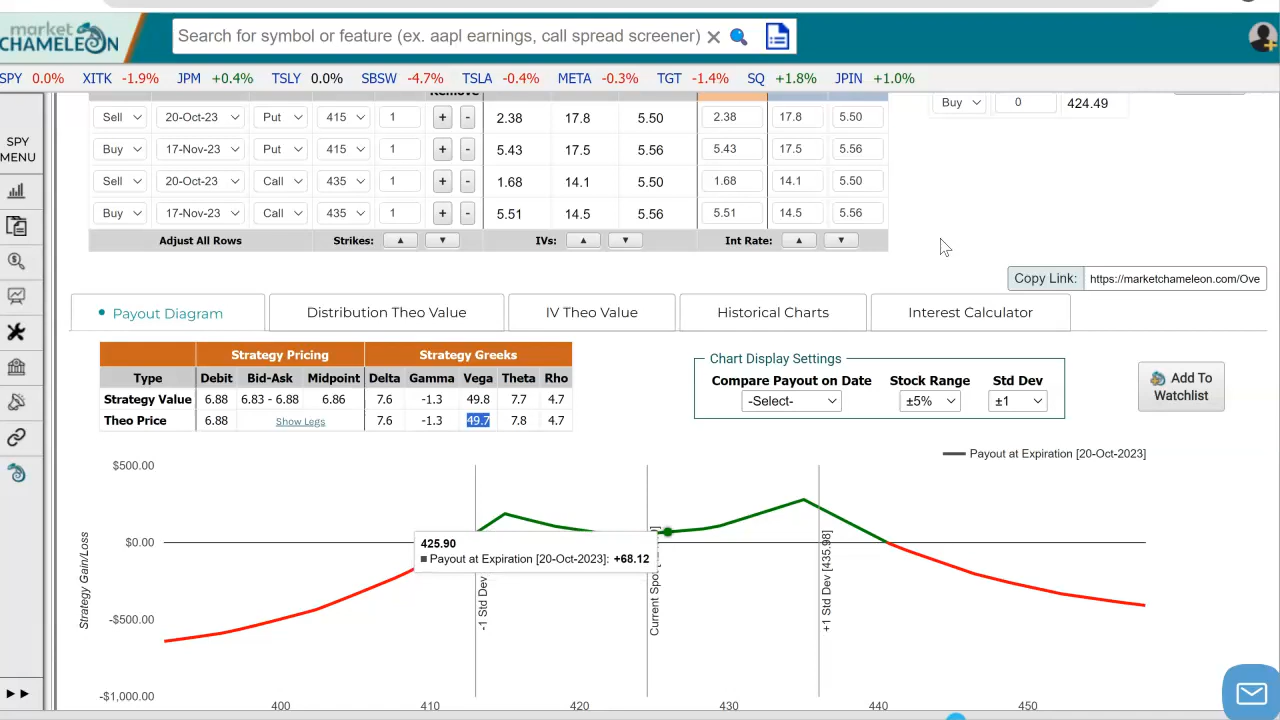 market
CHAMELEON
Search for symbol or feature (ex. aapl earnings, call spread screener)
SPY 0.0% XITK -1.9% JPM +0.4% TSLY 0.0% SBSW -4.7% TSLA -0.4% META -0.3% TGT -1.4% SQ +1.8% JPIN +1.0%
SPY
MENU
Remove
Buy 0 424.49
Sell 20-Oct-23 Put 415 1 + - 2.38 17.8 5.50 2.38 17.8 5.50
Buy 17-Nov-23 Put 415 1 + - 5.43 17.5 5.56 5.43 17.5 5.56
Sell 20-Oct-23 Call 435 1 + - 1.68 14.1 5.50 1.68 14.1 5.50
Buy 17-Nov-23 Call 435 1 + - 5.51 14.5 5.56 5.51 14.5 5.56
Adjust All Rows Strikes: IVs: Int Rate:
Copy Link: https://marketchameleon.com/Ove
Payout Diagram Distribution Theo Value IV Theo Value Historical Charts Interest Calculator
Strategy Pricing Strategy Greeks
Type Debit Bid-Ask Midpoint Delta Gamma Vega Theta Rho
Strategy Value 6.88 6.83 - 6.88 6.86 7.6 -1.3 49.8 7.7 4.7
Theo Price 6.88 Show Legs 7.6 -1.3 49.7 7.8 4.7
Chart Display Settings
Compare Payout on Date Stock Range Std Dev
-Select- ±5% ±1
Add To
Watchlist
Payout at Expiration [20-Oct-2023]
$500.00
$0.00
-$500.00
-$1,000.00
Strategy Gain/Loss
425.90
Payout at Expiration [20-Oct-2023]: +68.12
-1 Std Dev
Current Spot
+1 Std Dev [435.98]
400 410 420 430 440 450